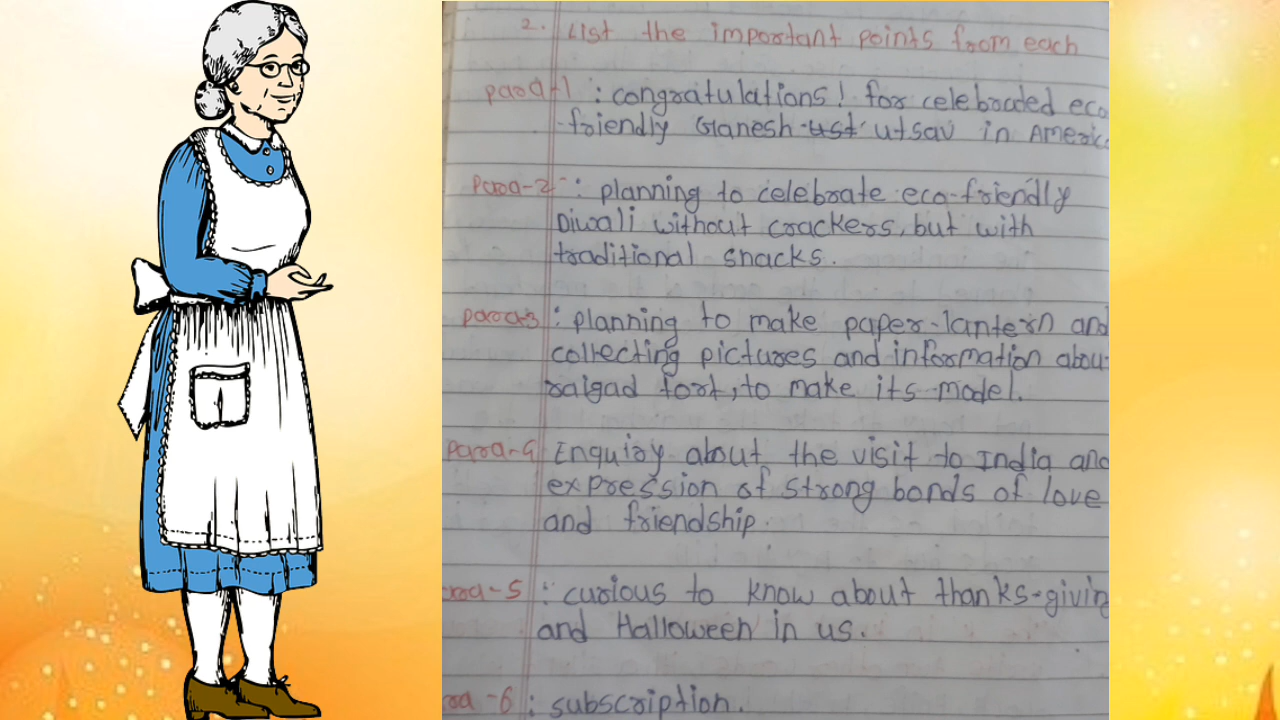 2. List the important points from each
para-1 : congratulations! for celebrated eco
-friendly Ganesh ust utsav in Americ
para-2 : planning to celebrate eco-friendly
Diwali without crackers, but with
traditional snacks.
para-3 : planning to make paper-lantern and
collecting pictures and information abou
raigad fort, to make its model.
para-4 Enquiry about the visit to India and
expression of strong bonds of love
and friendship.
ra-5 : curious to know about thanks-giving
and Halloween in us.
ra-6 : subscription.